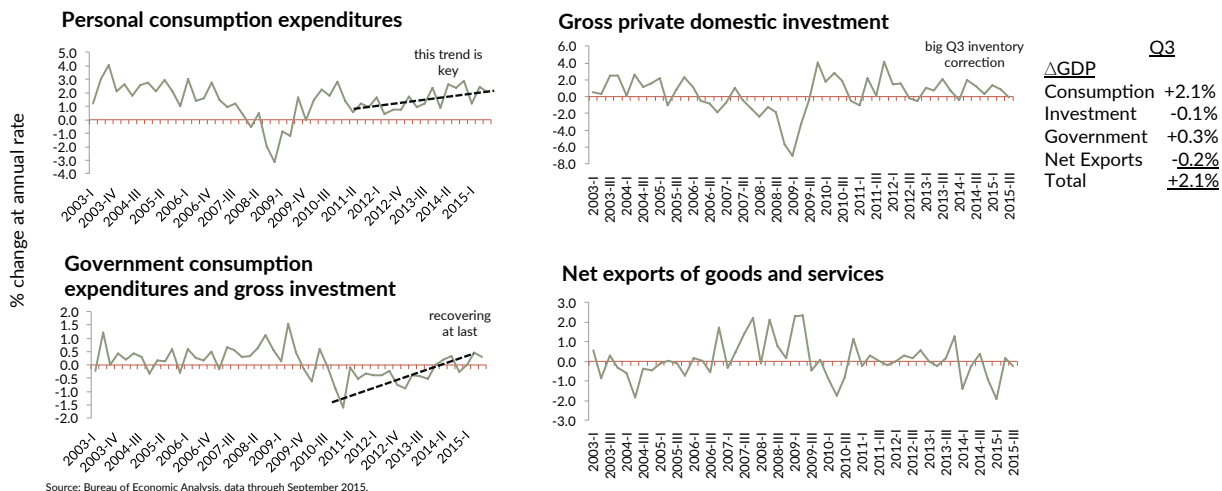 Personal consumption expenditures
this trend is
key
5.0
4.0
3.0
2.0
1.0
0.0
-1.0
-2.0
-3.0
-4.0
2003-I
2003-IV
2004-III
2005-II
2006-I
2006-IV
2007-III
2008-II
2009-I
2009-IV
2010-III
2011-II
2012-I
2012-IV
2013-III
2014-II
2015-I
Gross private domestic investment
big Q3 inventory
correction
6.0
4.0
2.0
0.0
-2.0
-4.0
-6.0
-8.0
2003-I
2003-III
2004-I
2004-III
2005-I
2005-III
2006-I
2006-III
2007-I
2007-III
2008-I
2008-III
2009-I
2009-III
2010-I
2010-III
2011-I
2011-III
2012-I
2012-III
2013-I
2013-III
2014-I
2014-III
2015-I
2015-III
Q3
∆GDP
Consumption +2.1%
Investment -0.1%
Government +0.3%
Net Exports -0.2%
Total +2.1%
% change at annual rate
Government consumption
expenditures and gross investment
recovering
at last
2.0
1.5
1.0
0.5
0.0
-0.5
-1.0
-1.5
-2.0
2003-I
2003-IV
2004-III
2005-II
2006-I
2006-IV
2007-III
2008-II
2009-I
2009-IV
2010-III
2011-II
2012-I
2012-IV
2013-III
2014-II
2015-I
Net exports of goods and services
3.0
2.0
1.0
0.0
-1.0
-2.0
-3.0
2003-I
2003-III
2004-I
2004-III
2005-I
2005-III
2006-I
2006-III
2007-I
2007-III
2008-I
2008-III
2009-I
2009-III
2010-I
2010-III
2011-I
2011-III
2012-I
2012-III
2013-I
2013-III
2014-I
2014-III
2015-I
2015-III
Source: Bureau of Economic Analysis, data through September 2015.